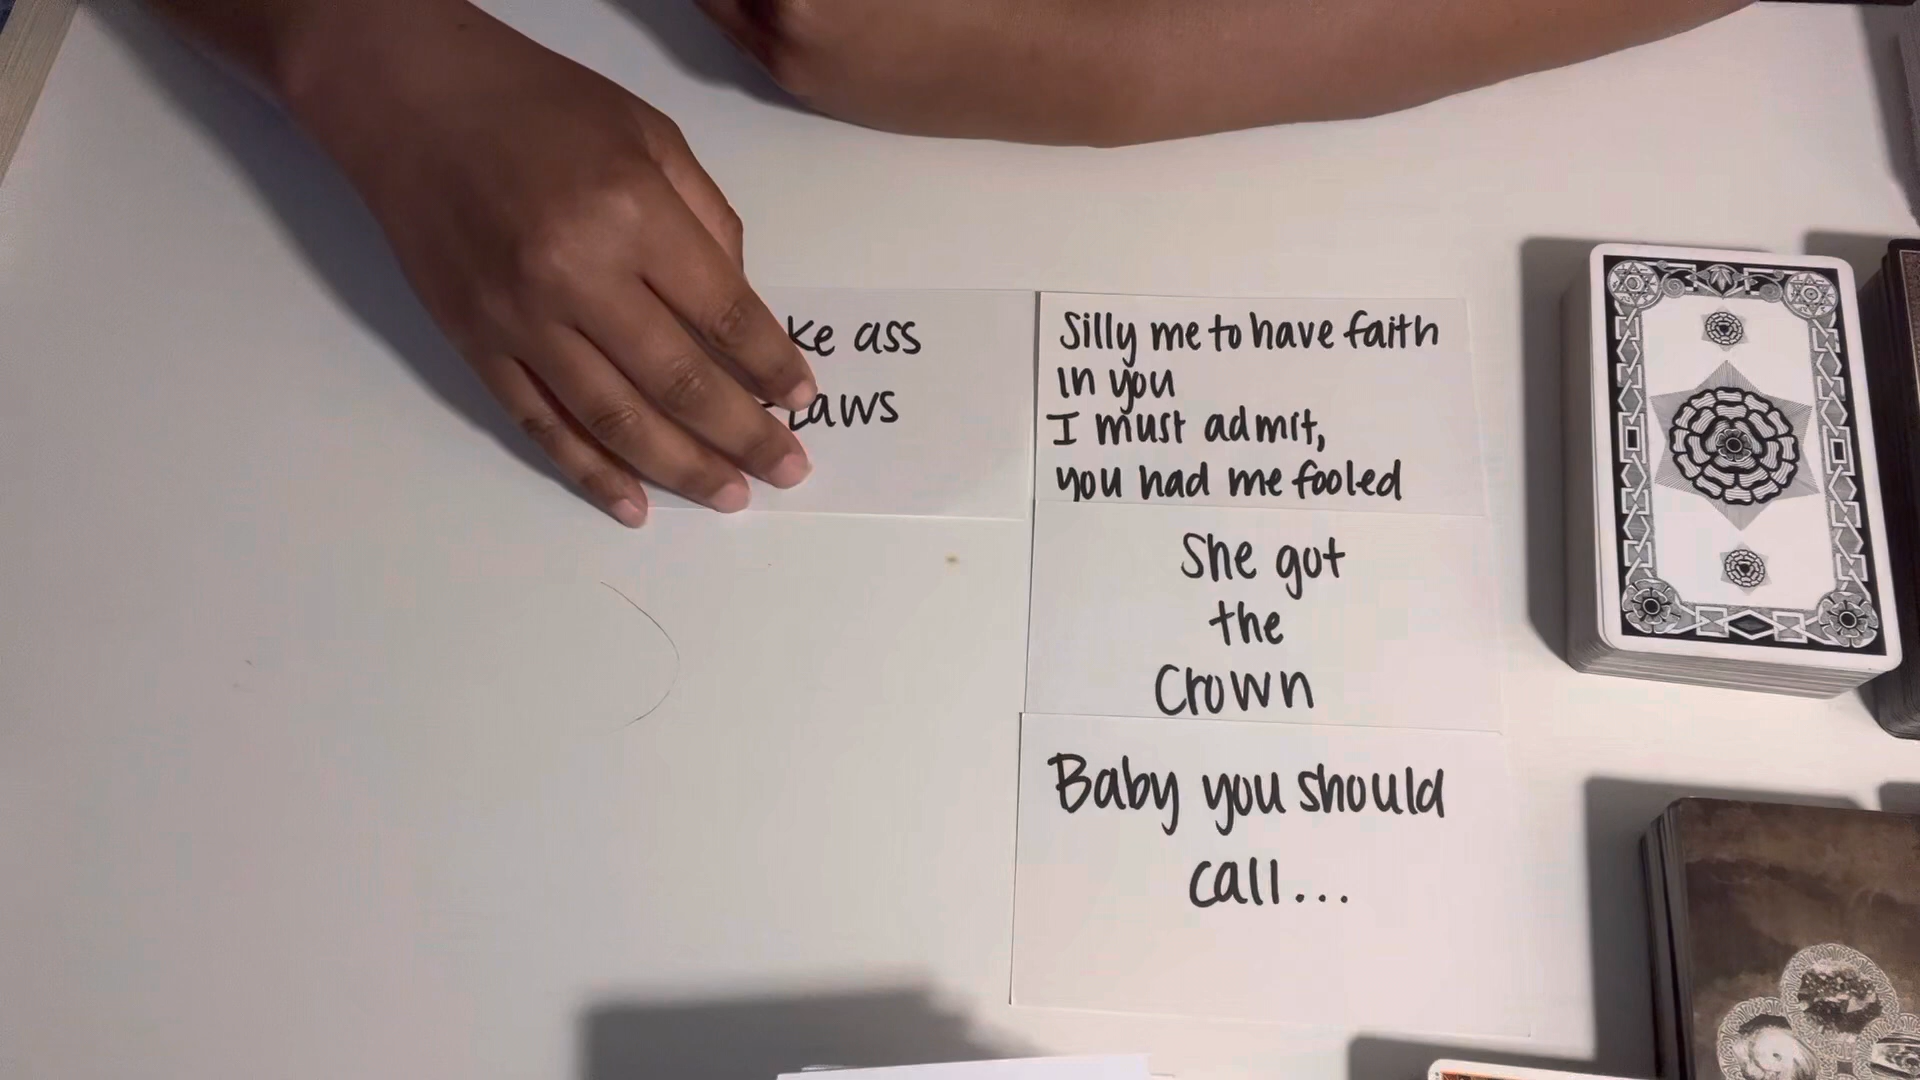 ke ass
Laws
Silly me to have faith
in you
I must admit,
you had me fooled
She got
the
Crown
Baby you should
call...